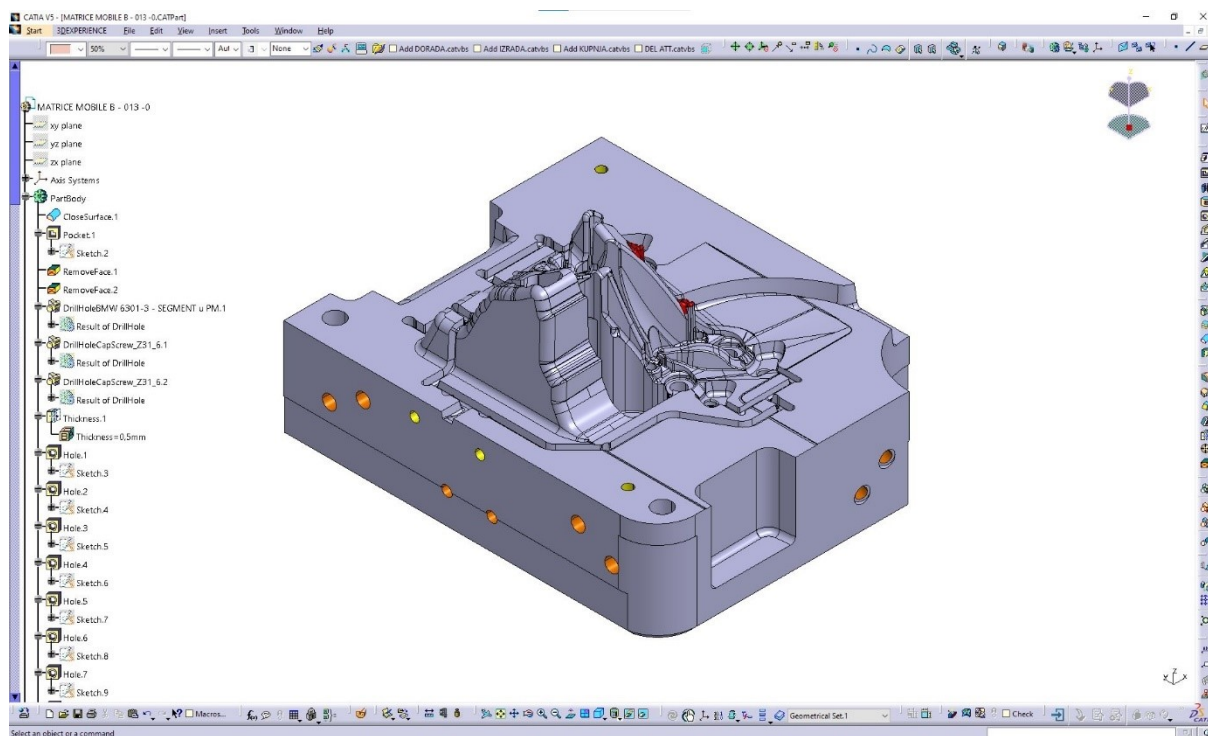 CATIA V5 - [MATRICE MOBILE B - 013 -0.CATPart]
Start 3DEXPERIENCE File Edit View Insert Tools Window Help
50% Aut None Add DORADA.catvbs Add IZRADA.catvbs Add KUPNJA.catvbs DEL ATT.catvbs
MATRICE MOBILE B - 013 -0
xy plane
yz plane
zx plane
Axis Systems
PartBody
CloseSurface.1
Pocket.1
Sketch.2
RemoveFace.1
RemoveFace.2
DrillHoleBMW 6301-3 - SEGMENT u PM.1
Result of DrillHole
DrillHoleCapScrew_Z31_6.1
Result of DrillHole
DrillHoleCapScrew_Z31_6.2
Result of DrillHole
Thickness.1
Thickness=0,5mm
Hole.1
Sketch.3
Hole.2
Sketch.4
Hole.3
Sketch.5
Hole.4
Sketch.6
Hole.5
Sketch.7
Hole.6
Sketch.8
Hole.7
Sketch.9
Macros... Geometrical Set.1 Check
Select an object or a command